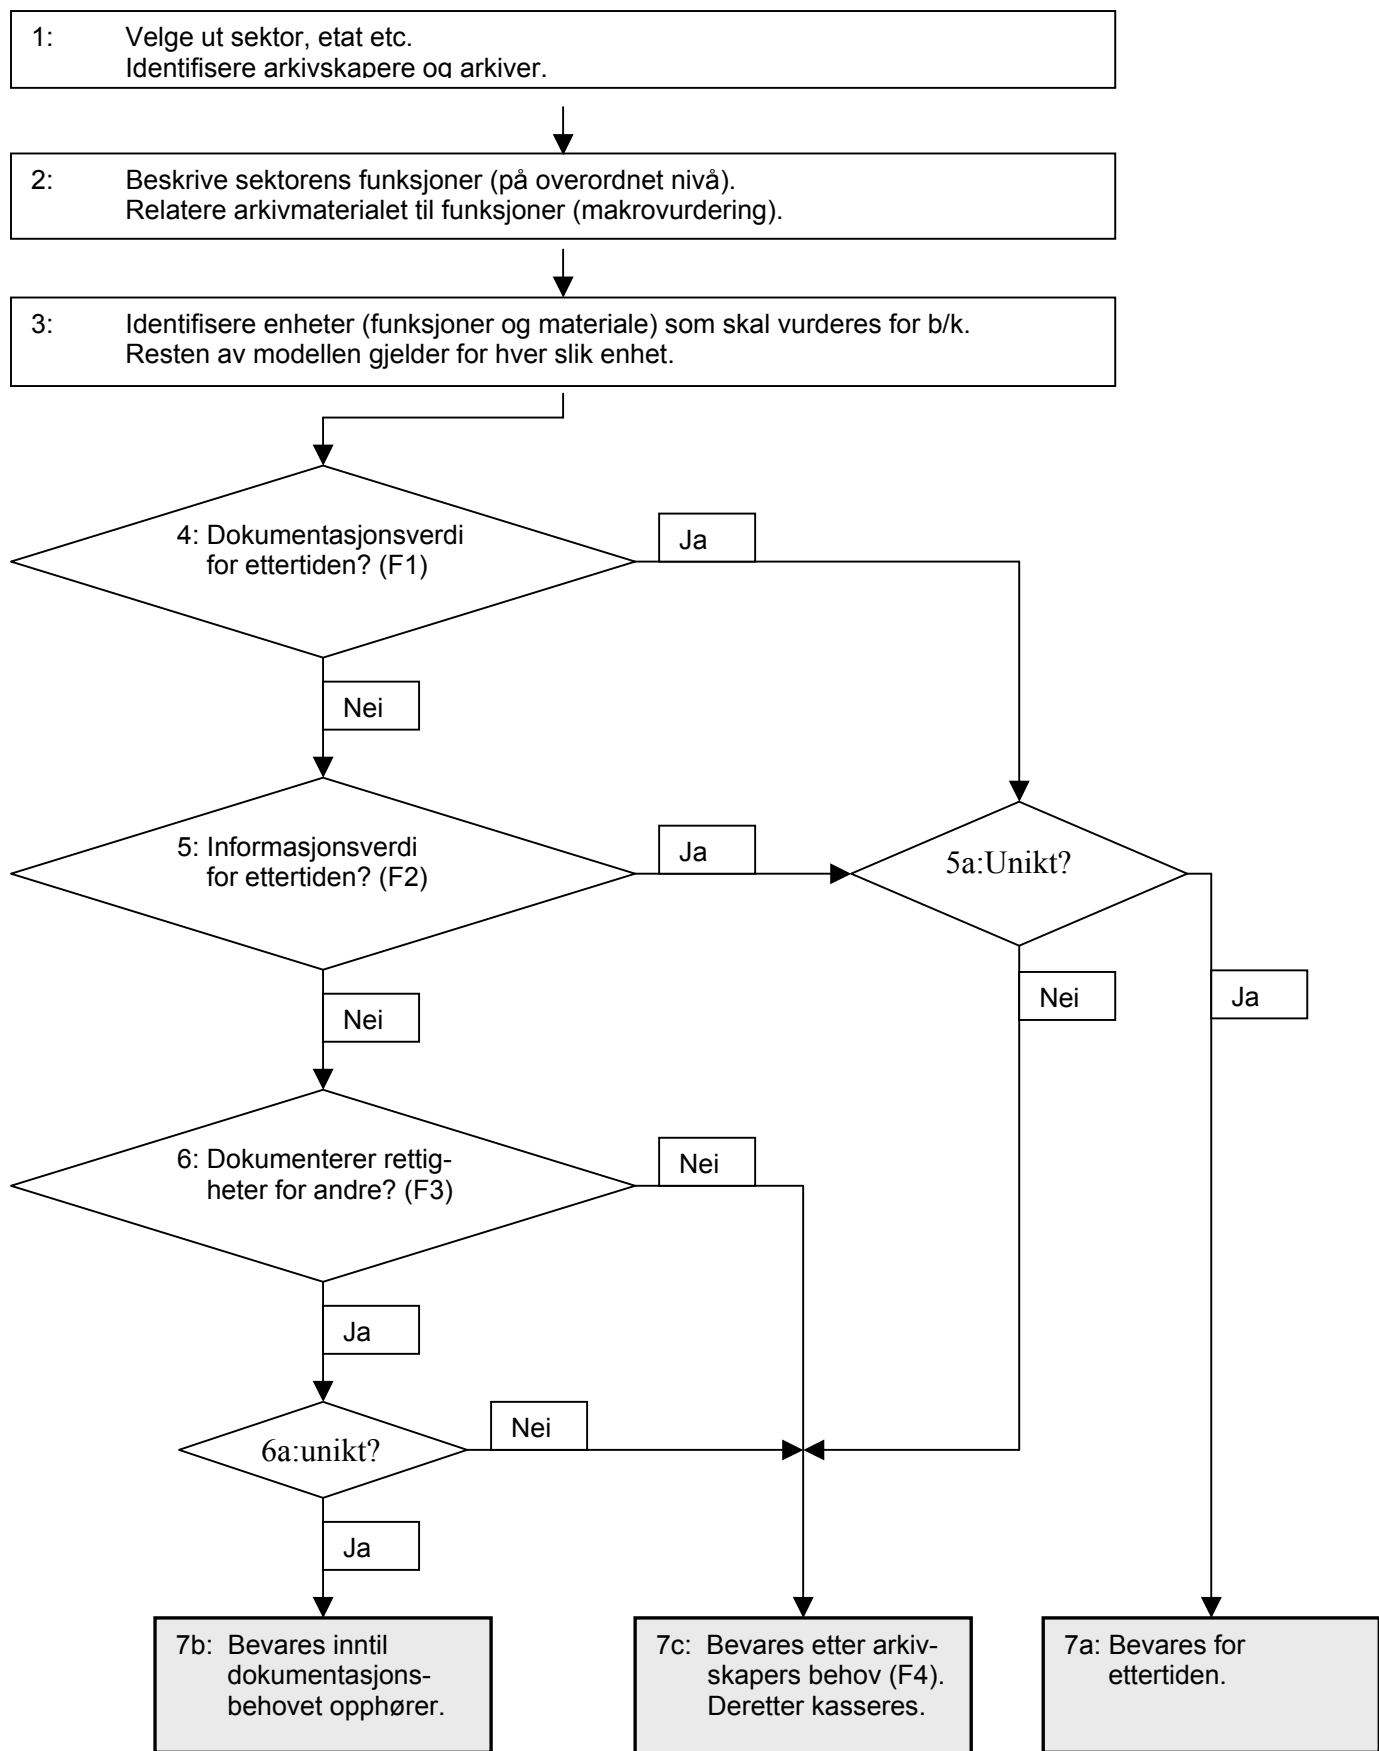 1: Velge ut sektor, etat etc.
Identifisere arkivskapere og arkiver.
2: Beskrive sektorens funksjoner (på overordnet nivå).
Relatere arkivmaterialet til funksjoner (makrovurdering).
3: Identifisere enheter (funksjoner og materiale) som skal vurderes for b/k.
Resten av modellen gjelder for hver slik enhet.
4: Dokumentasjonsverdi
for ettertiden? (F1)
Ja
Nei
5: Informasjonsverdi
for ettertiden? (F2)
Ja
5a:Unikt?
Nei
Nei
Ja
6: Dokumenterer rettig-
heter for andre? (F3)
Nei
Ja
6a:unikt?
Nei
Ja
7b: Bevares inntil
dokumentasjons-
behovet opphører.
7c: Bevares etter arkiv-
skapers behov (F4).
Deretter kasseres.
7a: Bevares for
ettertiden.